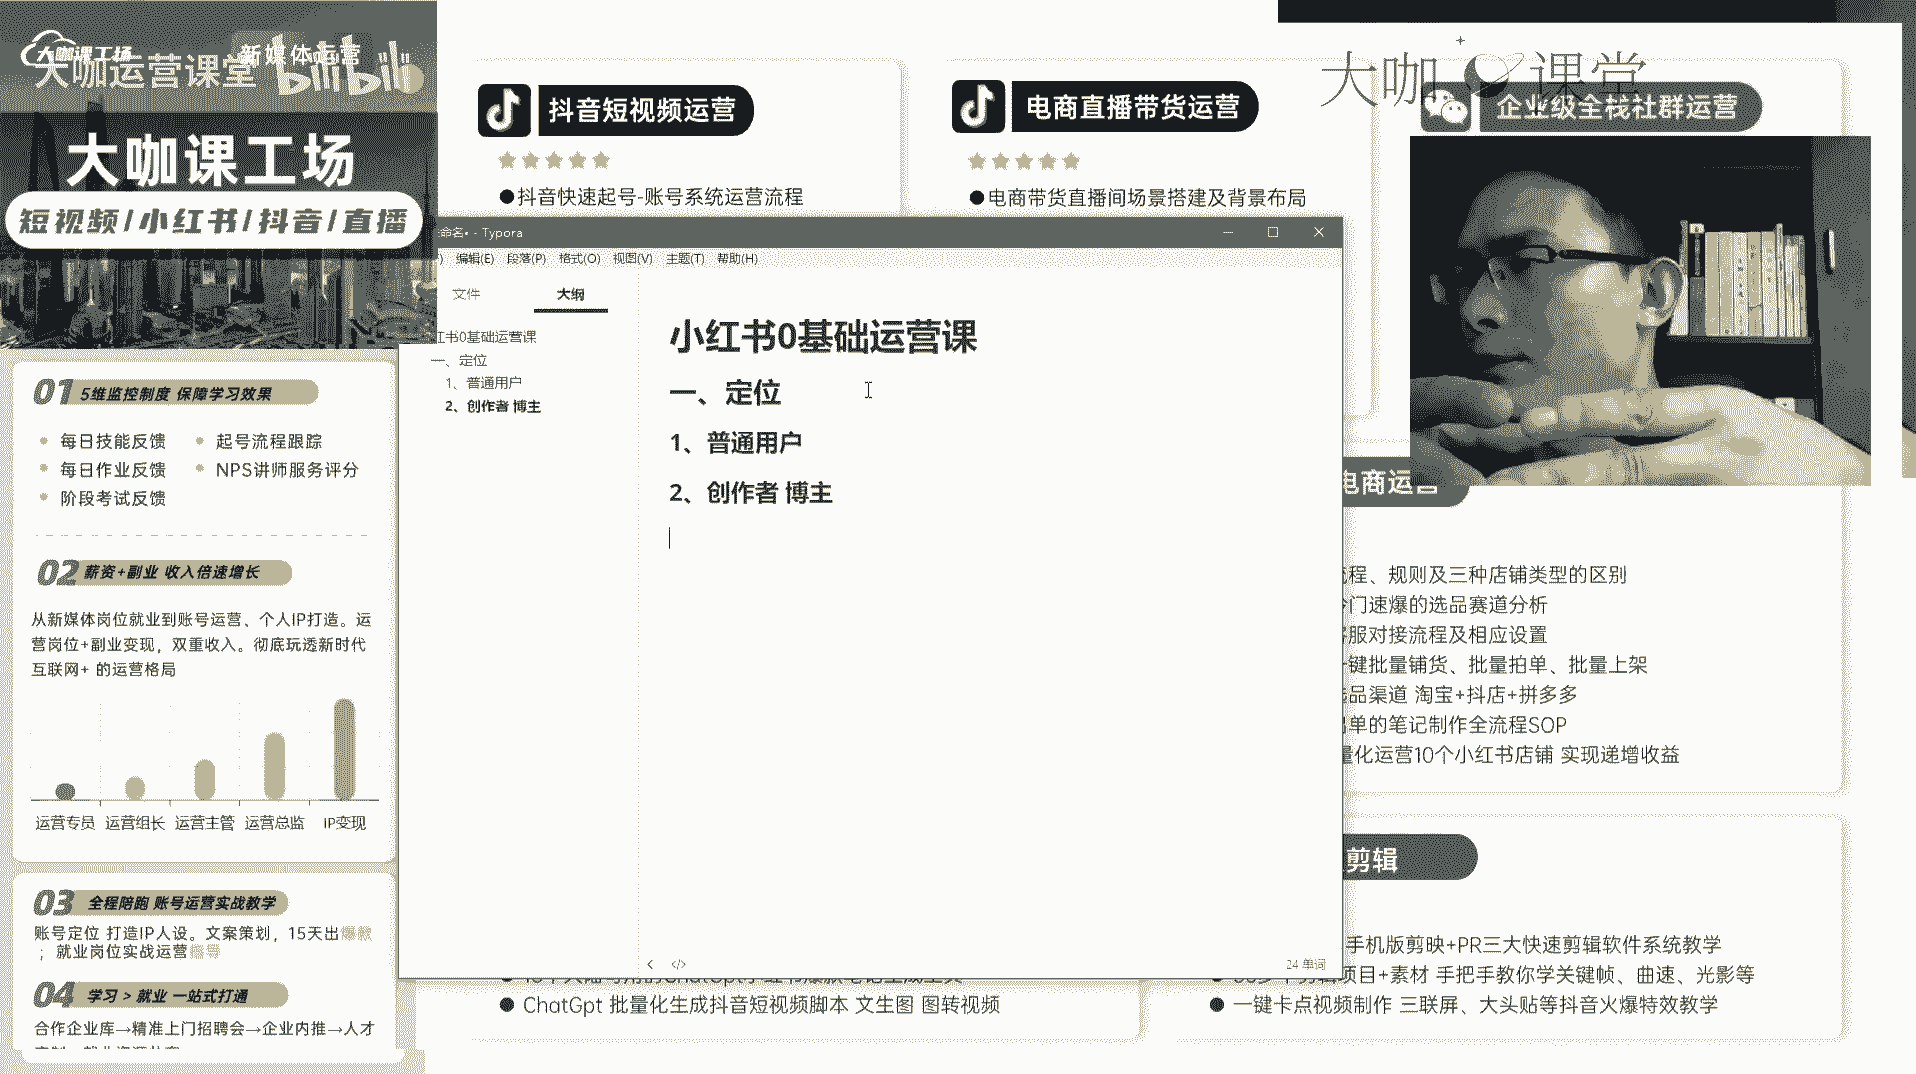 大咖课工场
新媒体运营
大咖运营课堂 bilibili
大咖课工场
短视频/小红书/抖音/直播
01 5维监控制度 保障学习效果
每日技能反馈
起号流程跟踪
每日作业反馈
NPS讲师服务评分
阶段考试反馈
02 薪资+副业 收入倍速增长
从新媒体岗位就业到账号运营、个人IP打造。运
营岗位+副业变现，双重收入。彻底玩透新时代
互联网+ 的运营格局
运营专员 运营组长 运营主管 运营总监 IP变现
03 全程陪跑 账号运营实战教学
账号定位 打造IP人设。文案策划，15天出爆款
；就业岗位实战运营指导
04 学习 > 就业 一站式打通
合作企业库→精准上门招聘会→企业内推→人才
抖音短视频运营
●抖音快速起号-账号系统运营流程
电商直播带货运营
●电商带货直播间场景搭建及背景布局
大咖 课堂
企业级全栈社群运营
命名• - Typora
编辑(E) 段落(P) 格式(O) 视图(V) 主题(T) 帮助(H)
文件
大纲
红书0基础运营课
一、定位
1、普通用户
2、创作者 博主
小红书0基础运营课
一、定位
1、普通用户
2、创作者 博主
24 单词
电商运营
流程、规则及三种店铺类型的区别
冷门速爆的选品赛道分析
客服对接流程及相应设置
一键批量铺货、批量拍单、批量上架
选品渠道 淘宝+抖店+拼多多
出单的笔记制作全流程SOP
量化运营10个小红书店铺 实现递增收益
剪辑
手机版剪映+PR三大快速剪辑软件系统教学
项目+素材 手把手教你学关键帧、曲速、光影等
● 一键卡点视频制作 三联屏、大头贴等抖音火爆特效教学
● ChatGpt 批量化生成抖音短视频脚本 文生图 图转视频